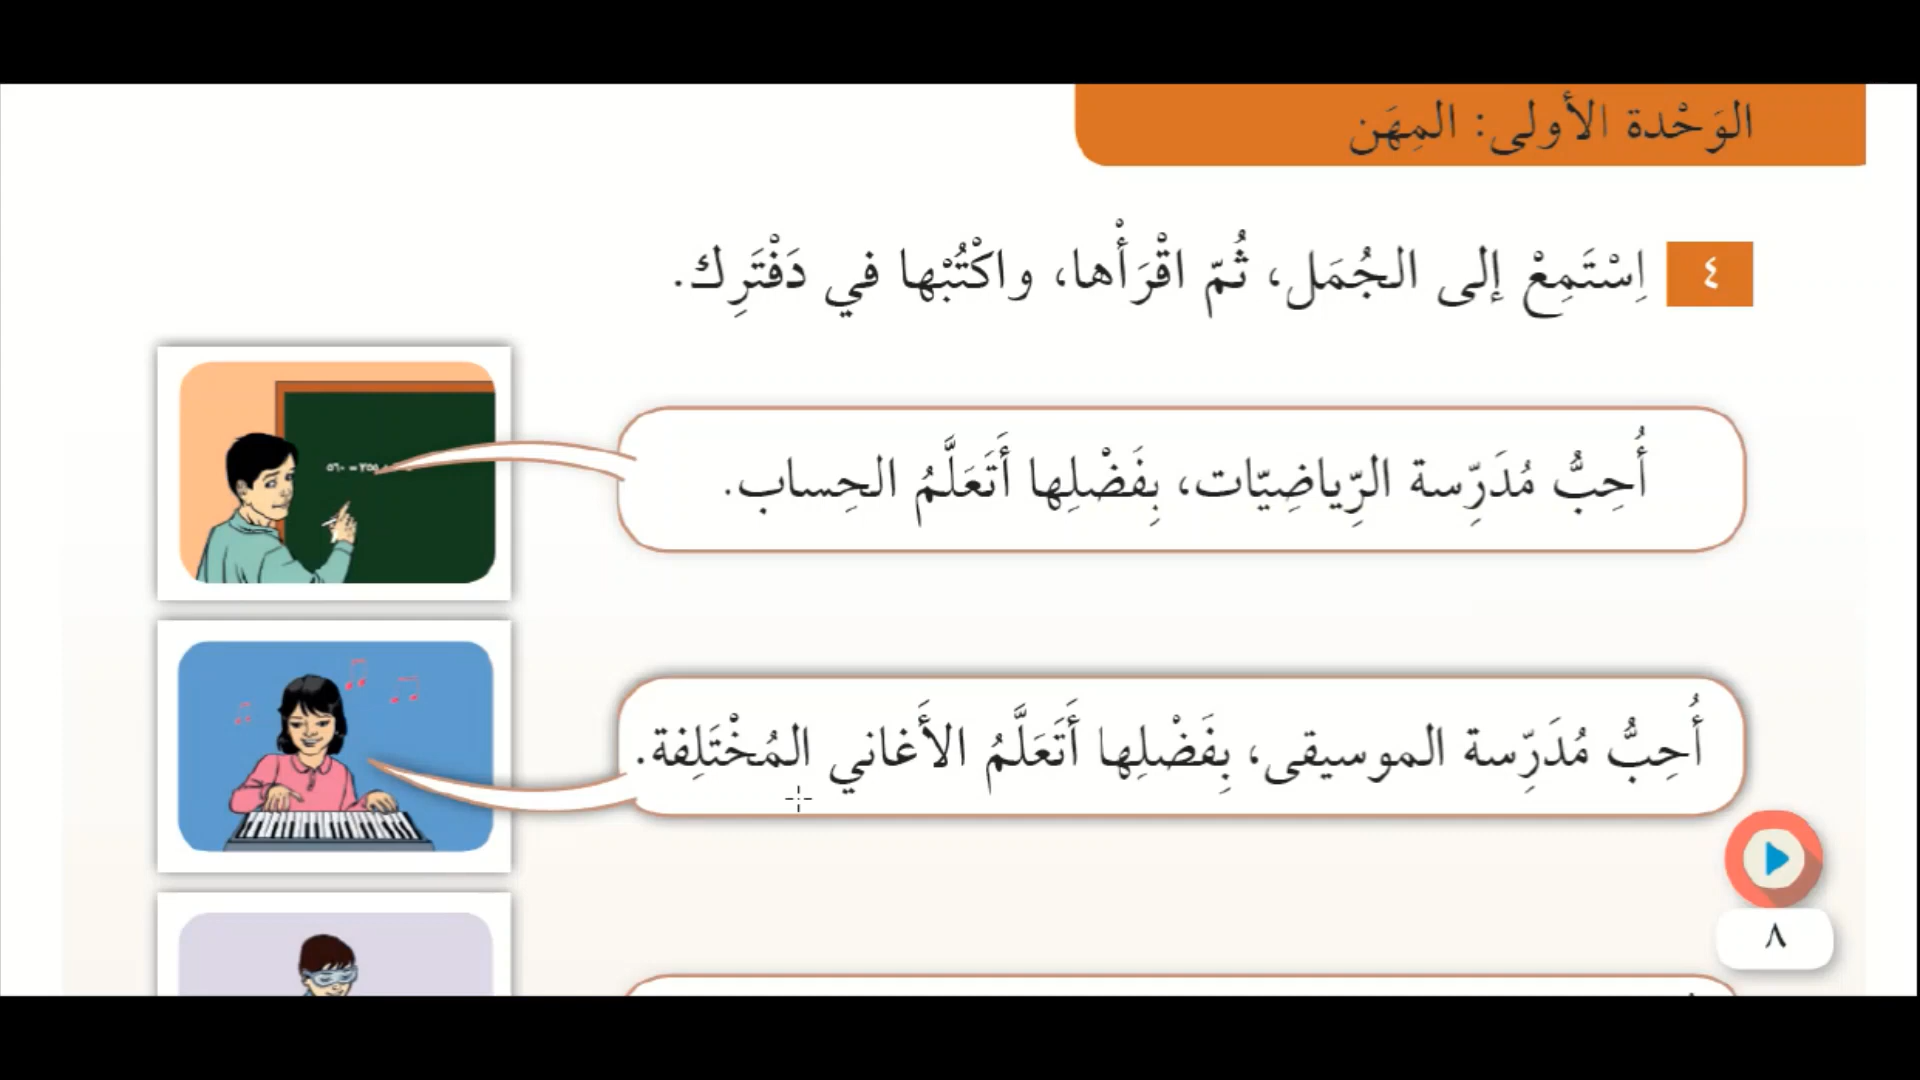 الوَحْدة الأولى: المِهَن
٤ اِسْتَمِعْ إلى الجُمَل، ثُمّ اقْرَأْها، واكْتُبْها في دَفْتَرِك.
أُحِبُّ مُدَرِّسة الرِّياضِيّات، بِفَضْلِها أَتَعَلَّمُ الحِساب.
أُحِبُّ مُدَرِّسة الموسيقى، بِفَضْلِها أَتَعَلَّمُ الأَغاني المُخْتَلِفة.
٨